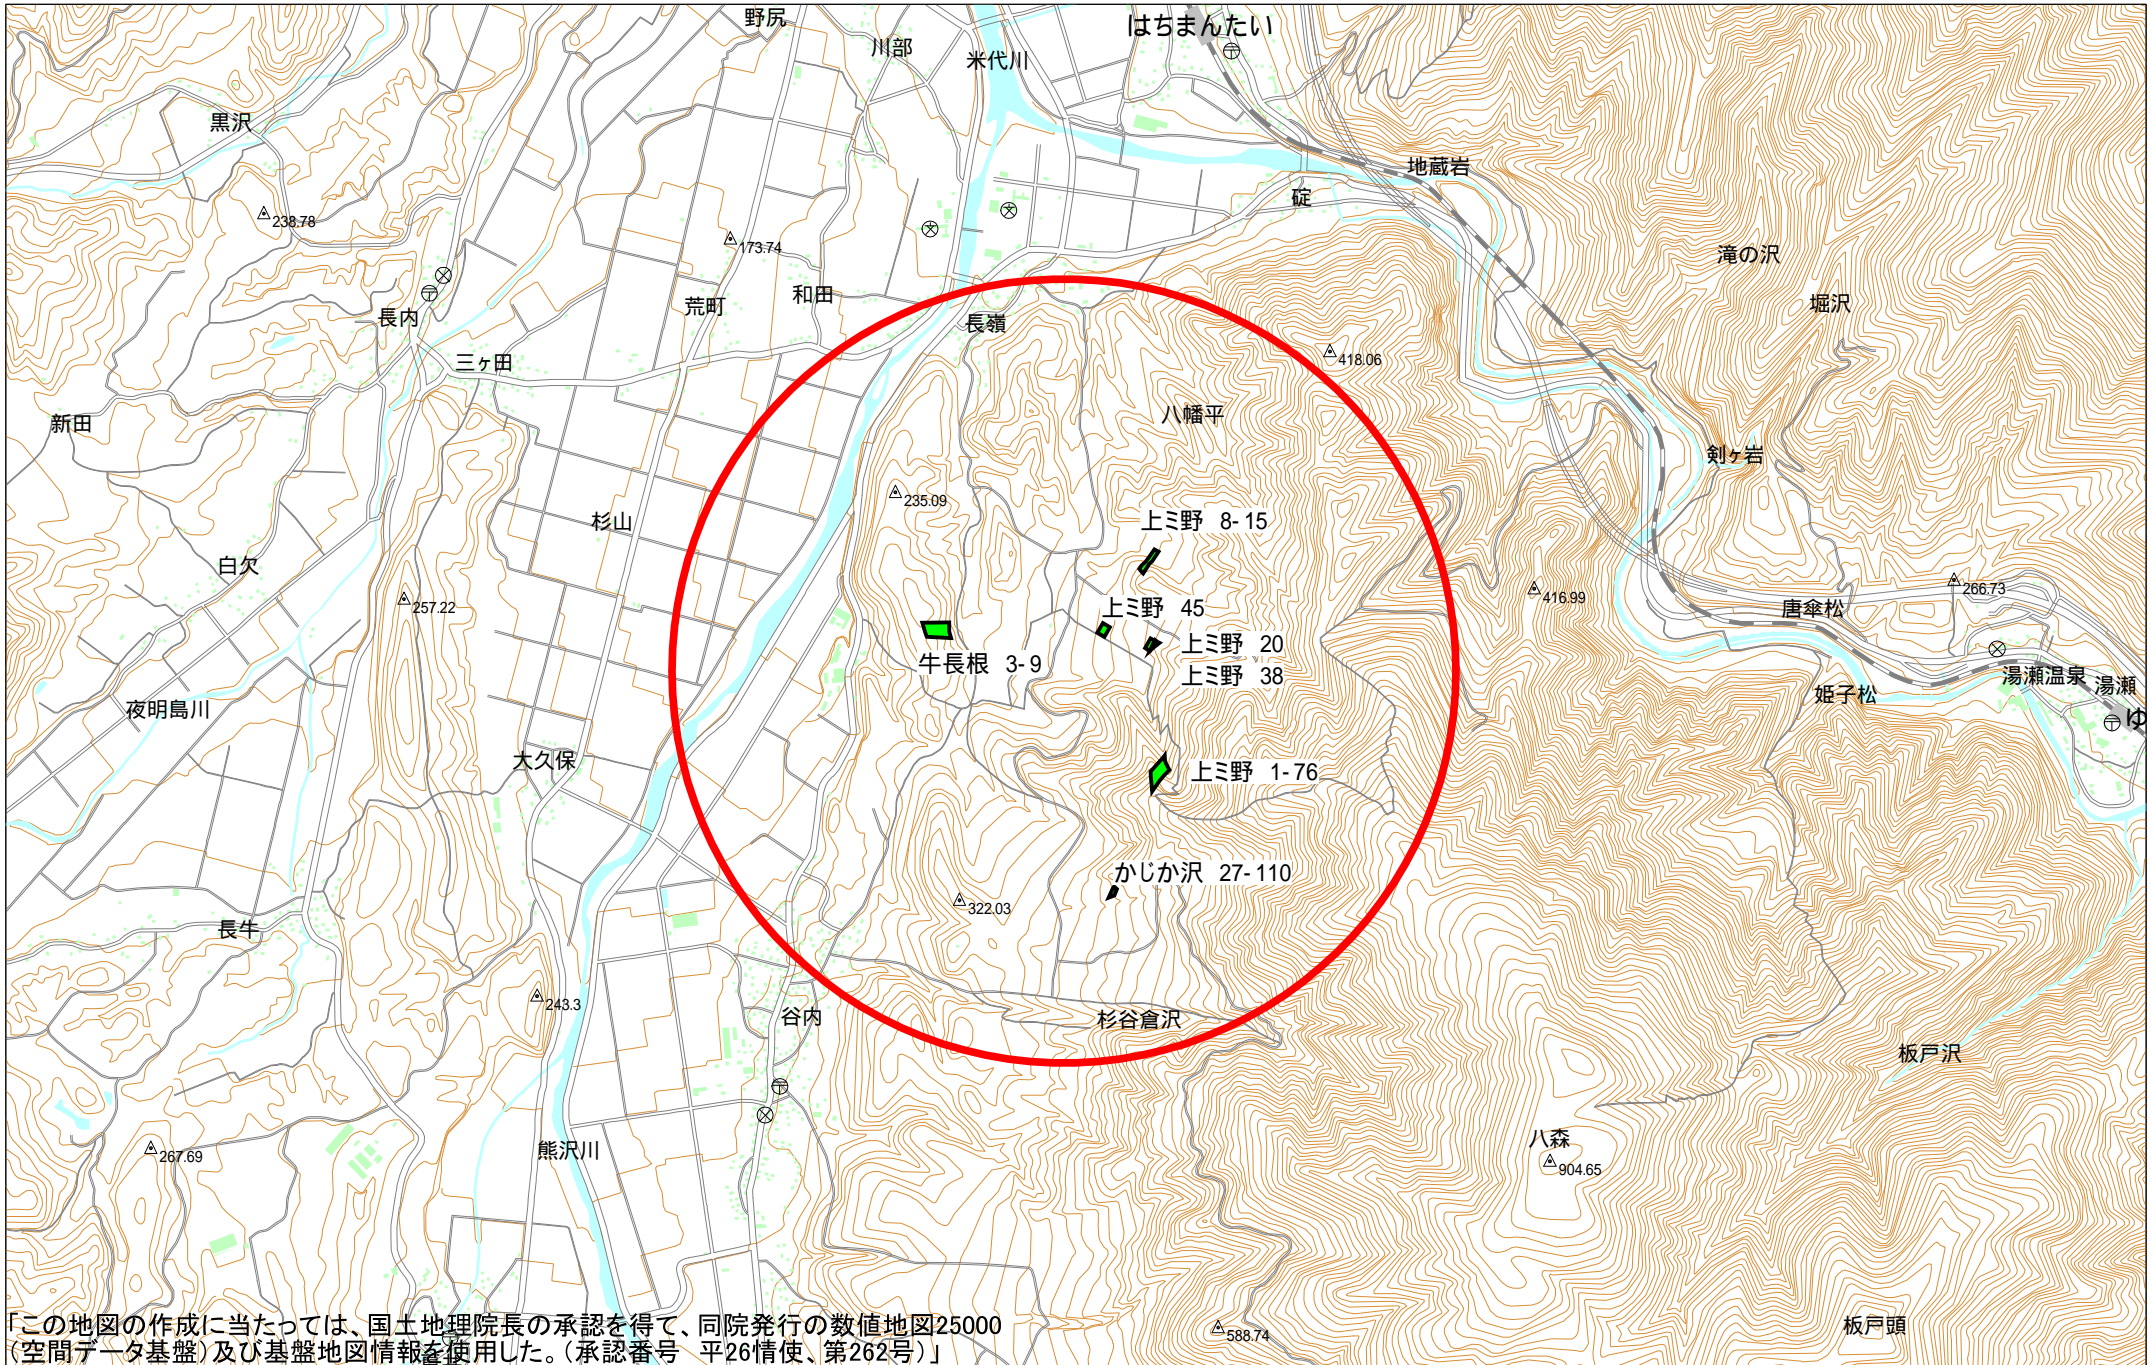 野尻
はちまんたい
川部
米代川
黒沢
地蔵岩
碇
238.78
173.74
滝の沢
荒町
和田
堀沢
長内
長嶺
三ヶ田
418.06
八幡平
新田
剣ヶ岩
235.09
杉山
上ミ野 8-15
白欠
257.22
416.99
266.73
上ミ野 45
唐傘松
上ミ野 20
牛長根 3-9
上ミ野 38
湯瀬温泉
湯瀬
姫子松
夜明島川
ゆ
大久保
上ミ野 1-76
かじか沢 27-110
322.03
長牛
243.3
谷内
杉谷倉沢
板戸沢
八森
熊沢川
267.69
904.65
588.74
板戸頭
「この地図の作成に当たっては、国土地理院長の承認を得て、同院発行の数値地図25000
(空間データ基盤)及び基盤地図情報を使用した。(承認番号 平26情使、第262号)」